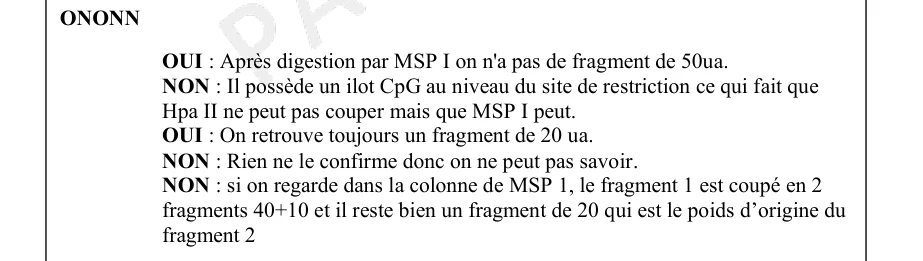 ONONN
OUI : Après digestion par MSP I on n'a pas de fragment de 50ua.
NON : Il possède un ilot CpG au niveau du site de restriction ce qui fait que
Hpa II ne peut pas couper mais que MSP I peut.
OUI : On retrouve toujours un fragment de 20 ua.
NON : Rien ne le confirme donc on ne peut pas savoir.
NON : si on regarde dans la colonne de MSP 1, le fragment 1 est coupé en 2
fragments 40+10 et il reste bien un fragment de 20 qui est le poids d’origine du
fragment 2